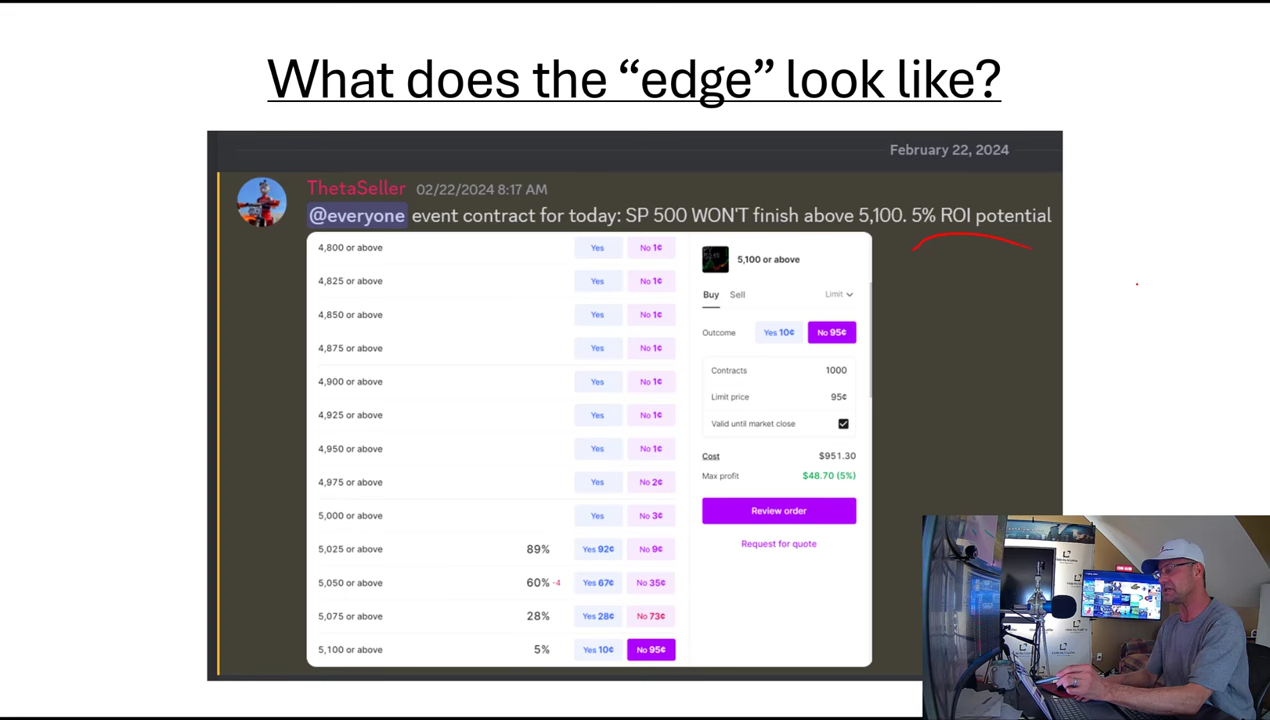 What does the “edge” look like?
February 22, 2024
ThetaSeller 02/22/2024 8:17 AM
@everyone event contract for today: SP 500 WON'T finish above 5,100. 5% ROI potential
4,800 or above Yes No 1¢
4,825 or above Yes No 1¢
4,850 or above Yes No 1¢
4,875 or above Yes No 1¢
4,900 or above Yes No 1¢
4,925 or above Yes No 1¢
4,950 or above Yes No 1¢
4,975 or above Yes No 2¢
5,000 or above Yes No 3¢
5,025 or above 89% Yes 92¢ No 9¢
5,050 or above 60% -4 Yes 67¢ No 35¢
5,075 or above 28% Yes 28¢ No 73¢
5,100 or above 5% Yes 10¢ No 95¢
5,100 or above
Buy Sell Limit
Outcome Yes 10¢ No 95¢
Contracts 1000
Limit price 95¢
Valid until market close
Cost $951.30
Max profit $48.70 (5%)
Review order
Request for quote